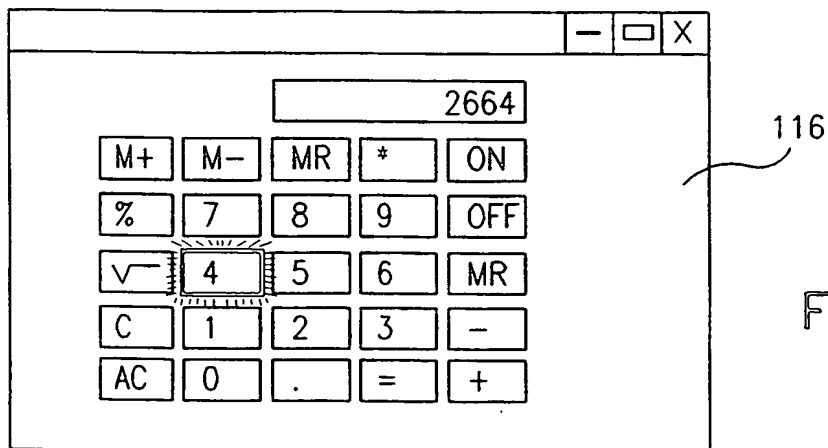 X
2664
116
M+ M- MR * ON
% 7 8 9 OFF
√ 4 5 6 MR
C 1 2 3 -
AC 0 . = +
F